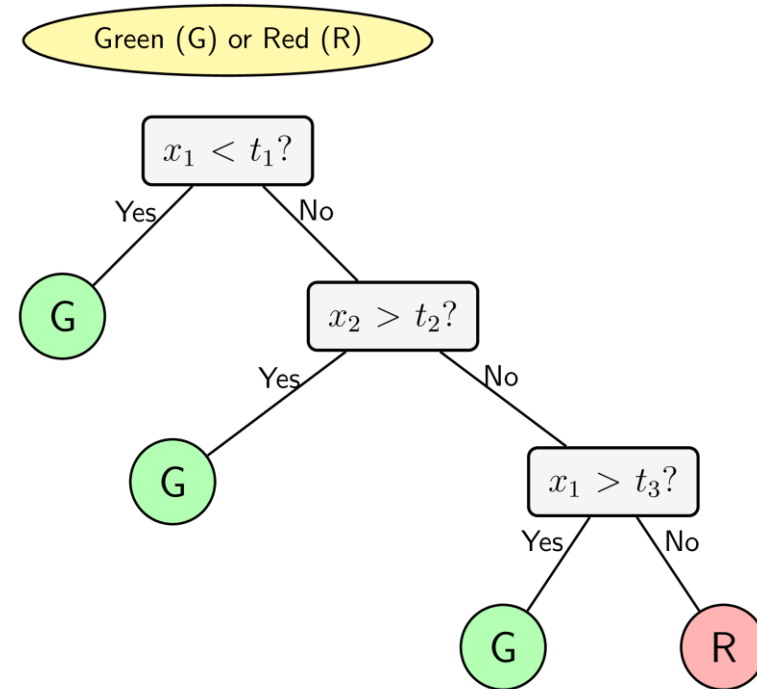 Green (G) or Red (R)
x₁ < t₁?
Yes
No
G
x₂ > t₂?
Yes
No
G
x₁ > t₃?
Yes
No
G
R